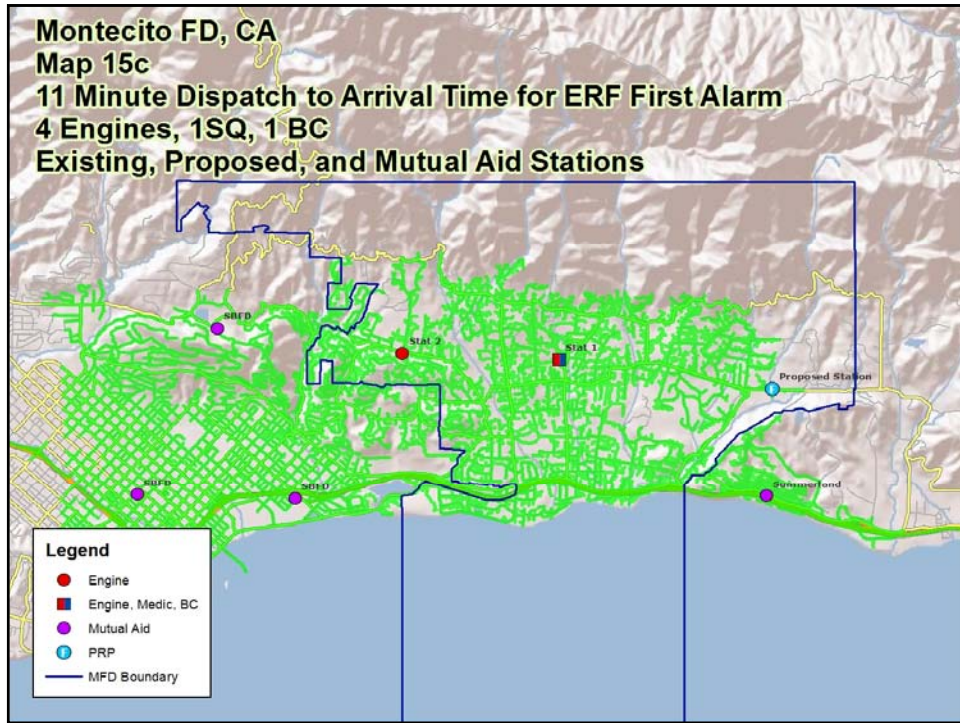 Montecito FD, CA
Map 15c
11 Minute Dispatch to Arrival Time for ERF First Alarm
4 Engines, 1SQ, 1 BC
Existing, Proposed, and Mutual Aid Stations
SBFD
Stat 2
Stat 1
Proposed Station
SBFD
SBFD
Summerland
Legend
Engine
Engine, Medic, BC
Mutual Aid
PRP
MFD Boundary